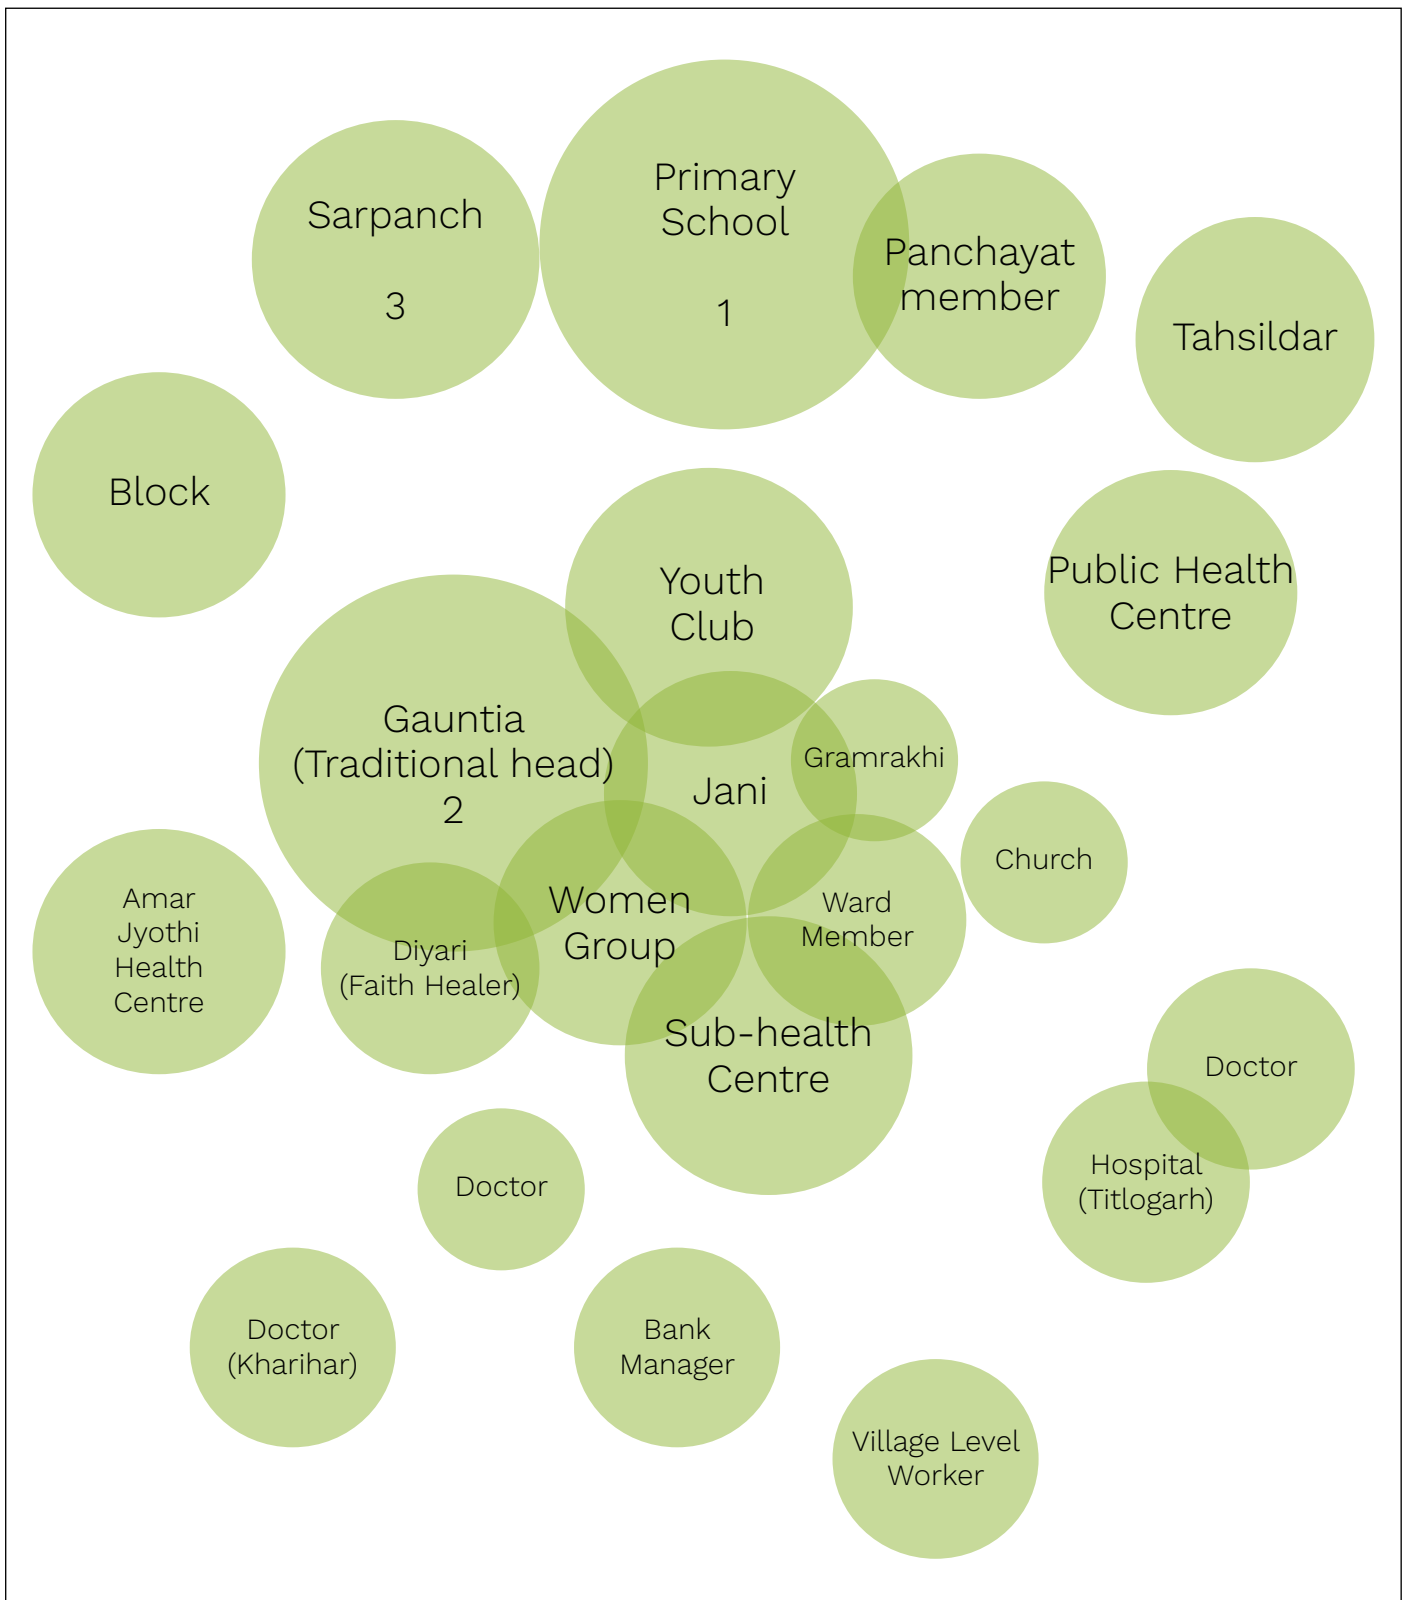 Primary
School
1
Sarpanch
3
Panchayat
member
Tahsildar
Block
Public Health
Centre
Youth
Club
Gauntia
(Traditional head)
2
Jani
Gramrakhi
Church
Amar
Jyothi
Health
Centre
Diyari
(Faith Healer)
Women
Group
Ward
Member
Sub-health
Centre
Doctor
Hospital
(Titlogarh)
Doctor
Doctor
(Kharihar)
Bank
Manager
Village Level
Worker